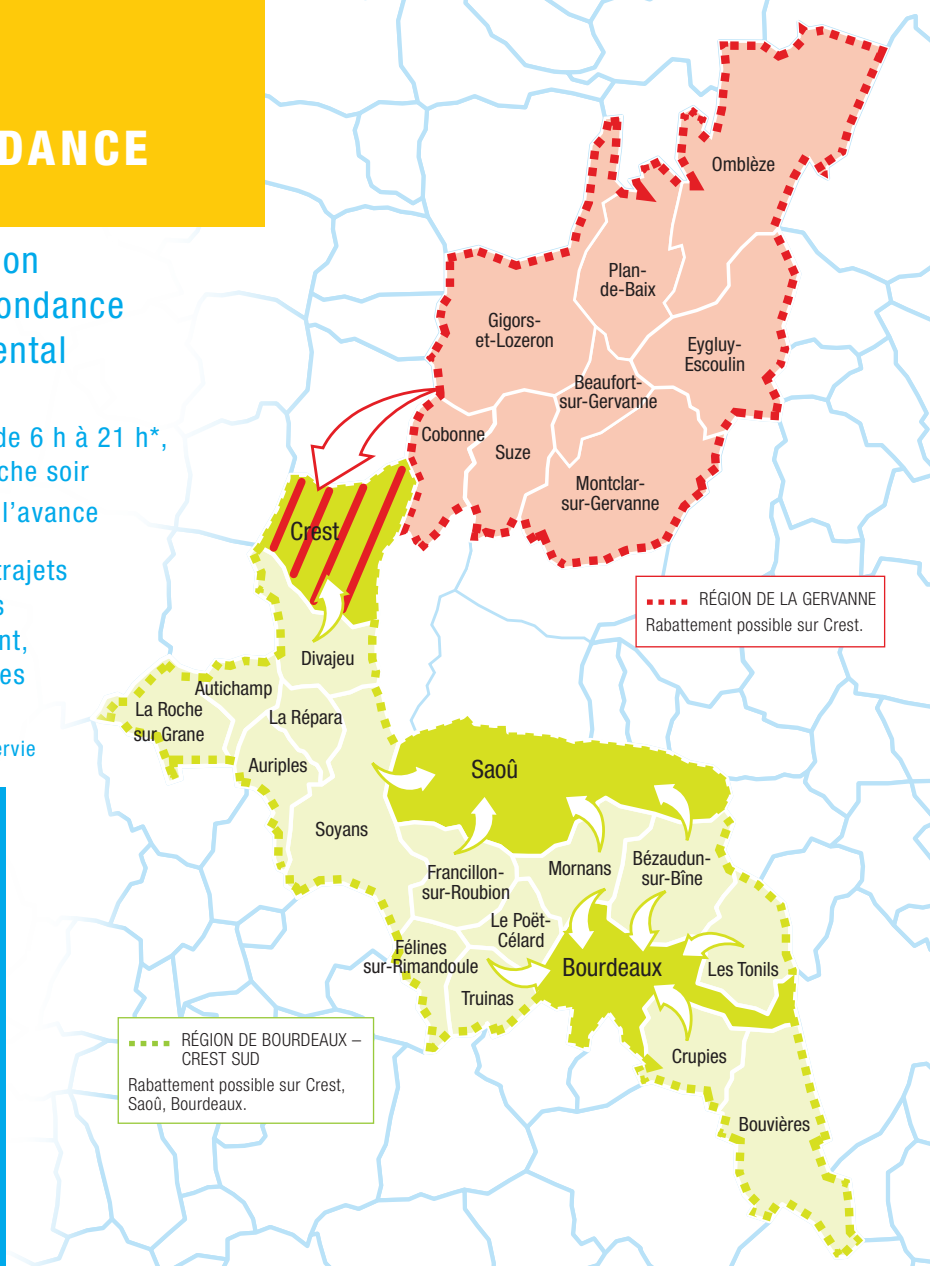 DANCE
on
ondance
ental
de 6 h à 21 h*,
che soir
l'avance
trajets
s
nt,
es
ervie
Omblèze
Plan-
de-Baix
Gigors-
et-Lozeron
Eygluy-
Escoulin
Beaufort-
sur-Gervanne
Cobonne
Suze
Montclar-
sur-Gervanne
Crest
RÉGION DE LA GERVANNE
Rabattement possible sur Crest.
Divajeu
Autichamp
La Roche
sur Grane
La Répara
Auriples
Saoû
Soyans
Francillon-
sur-Roubion
Mornans
Bézaudun-
sur-Bîne
Le Poët-
Célard
Félines
sur-Rimandoule
Bourdeaux
Les Tonils
Truinas
Crupies
Bouvières
RÉGION DE BOURDEAUX –
CREST SUD
Rabattement possible sur Crest,
Saoû, Bourdeaux.